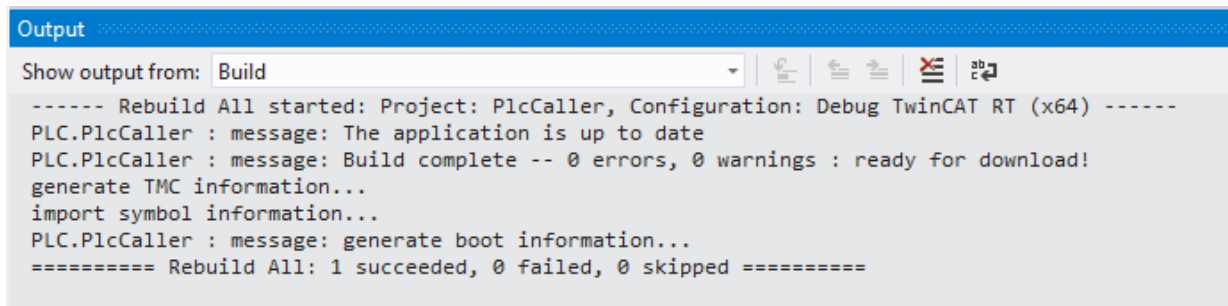 Output
Show output from: Build
------ Rebuild All started: Project: PlcCaller, Configuration: Debug TwinCAT RT (x64) ------
PLC.PlcCaller : message: The application is up to date
PLC.PlcCaller : message: Build complete -- 0 errors, 0 warnings : ready for download!
generate TMC information...
import symbol information...
PLC.PlcCaller : message: generate boot information...
========== Rebuild All: 1 succeeded, 0 failed, 0 skipped ==========